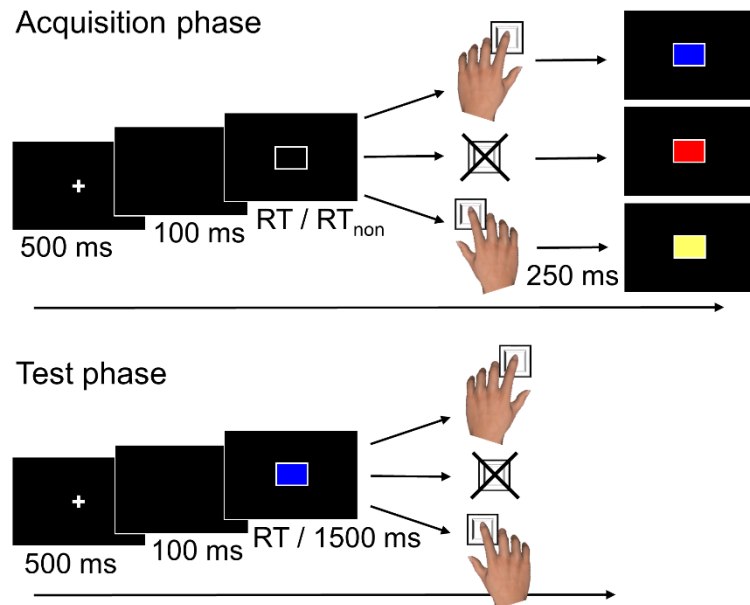 Acquisition phase
500 ms
100 ms
RT / RTnon
250 ms
Test phase
500 ms
100 ms
RT / 1500 ms